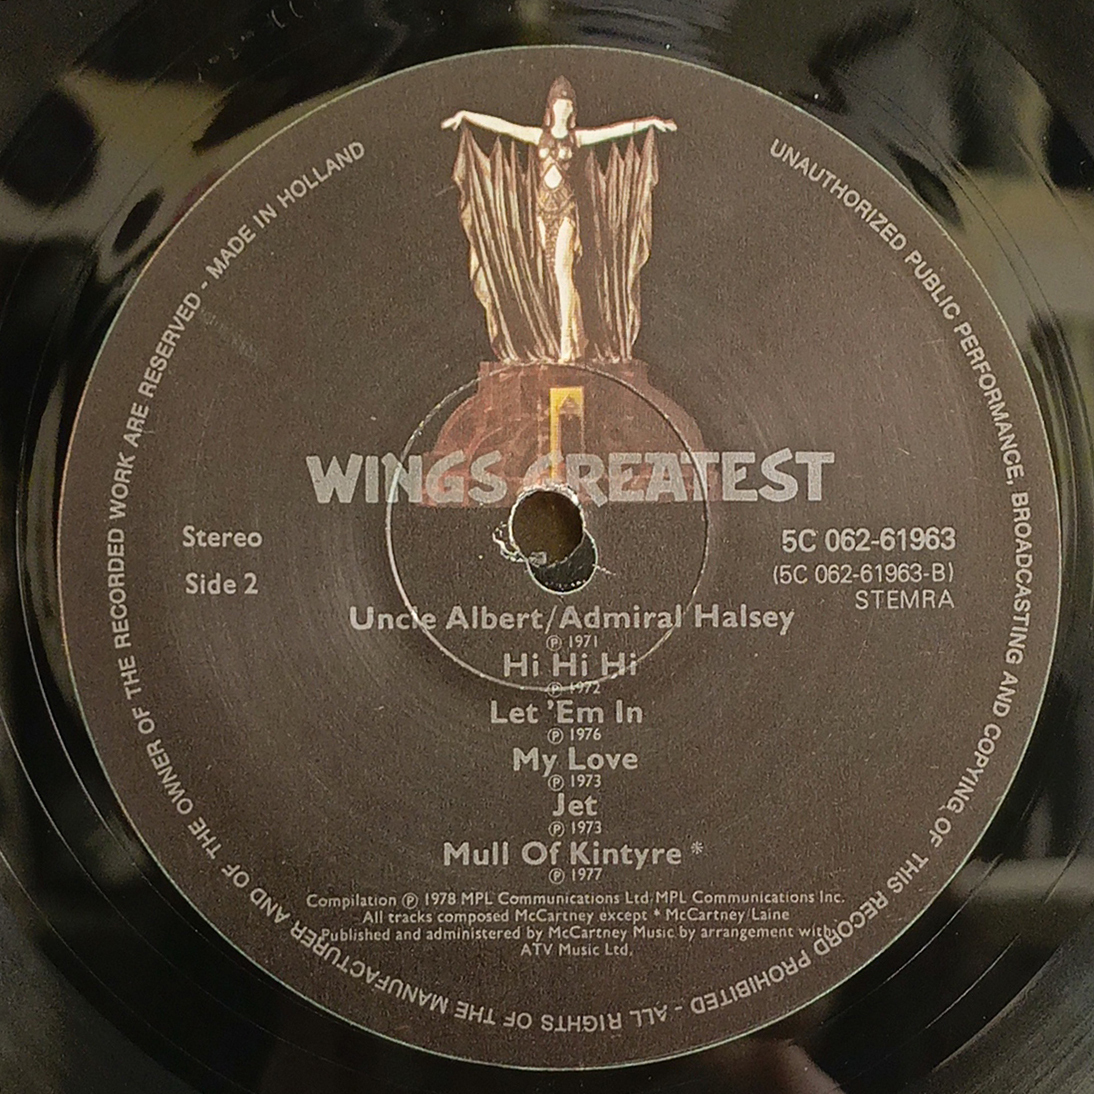 UNAUTHORIZED PUBLIC PERFORMANCE, BROADCASTING AND COPYING, OF THIS RECORD PROHIBITED - ALL RIGHTS OF THE MANUFACTURER AND OF THE OWNER OF THE RECORDED WORK ARE RESERVED - MADE IN HOLLAND
WINGS GREATEST
Stereo
Side 2
5C 062-61963
(5C 062-61963-B)
STEMRA
Uncle Albert/Admiral Halsey
℗ 1971
Hi Hi Hi
℗ 1972
Let 'Em In
℗ 1976
My Love
℗ 1973
Jet
℗ 1973
Mull Of Kintyre *
℗ 1977
Compilation ℗ 1978 MPL Communications Ltd/MPL Communications Inc.
All tracks composed McCartney except * McCartney/Laine
Published and administered by McCartney Music by arrangement with
ATV Music Ltd.